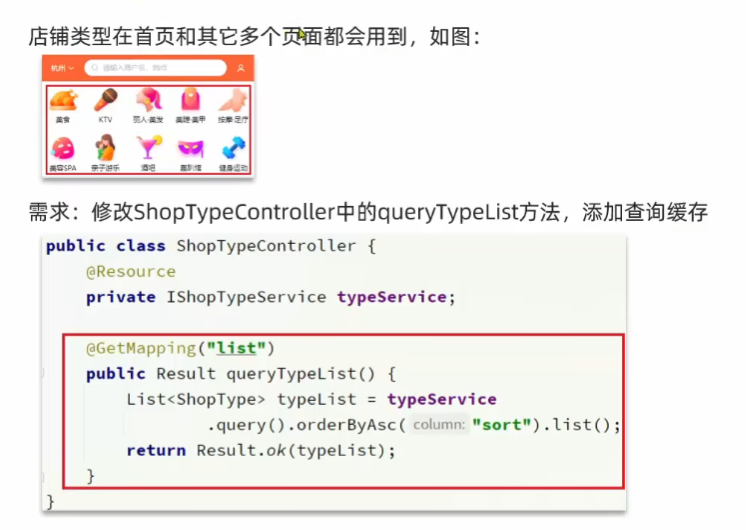 店铺类型在首页和其它多个页面都会用到，如图：
杭州
请输入商户名、地点
美食 KTV 丽人·美发 美睫·美甲 按摩·足疗
美容SPA 亲子游乐 酒吧 轰趴馆 健身运动
需求：修改ShopTypeController中的queryTypeList方法，添加查询缓存
public class ShopTypeController {
@Resource
private IShopTypeService typeService;
@GetMapping("list")
public Result queryTypeList() {
List<ShopType> typeList = typeService
.query().orderByAsc( column: "sort").list();
return Result.ok(typeList);
}
}